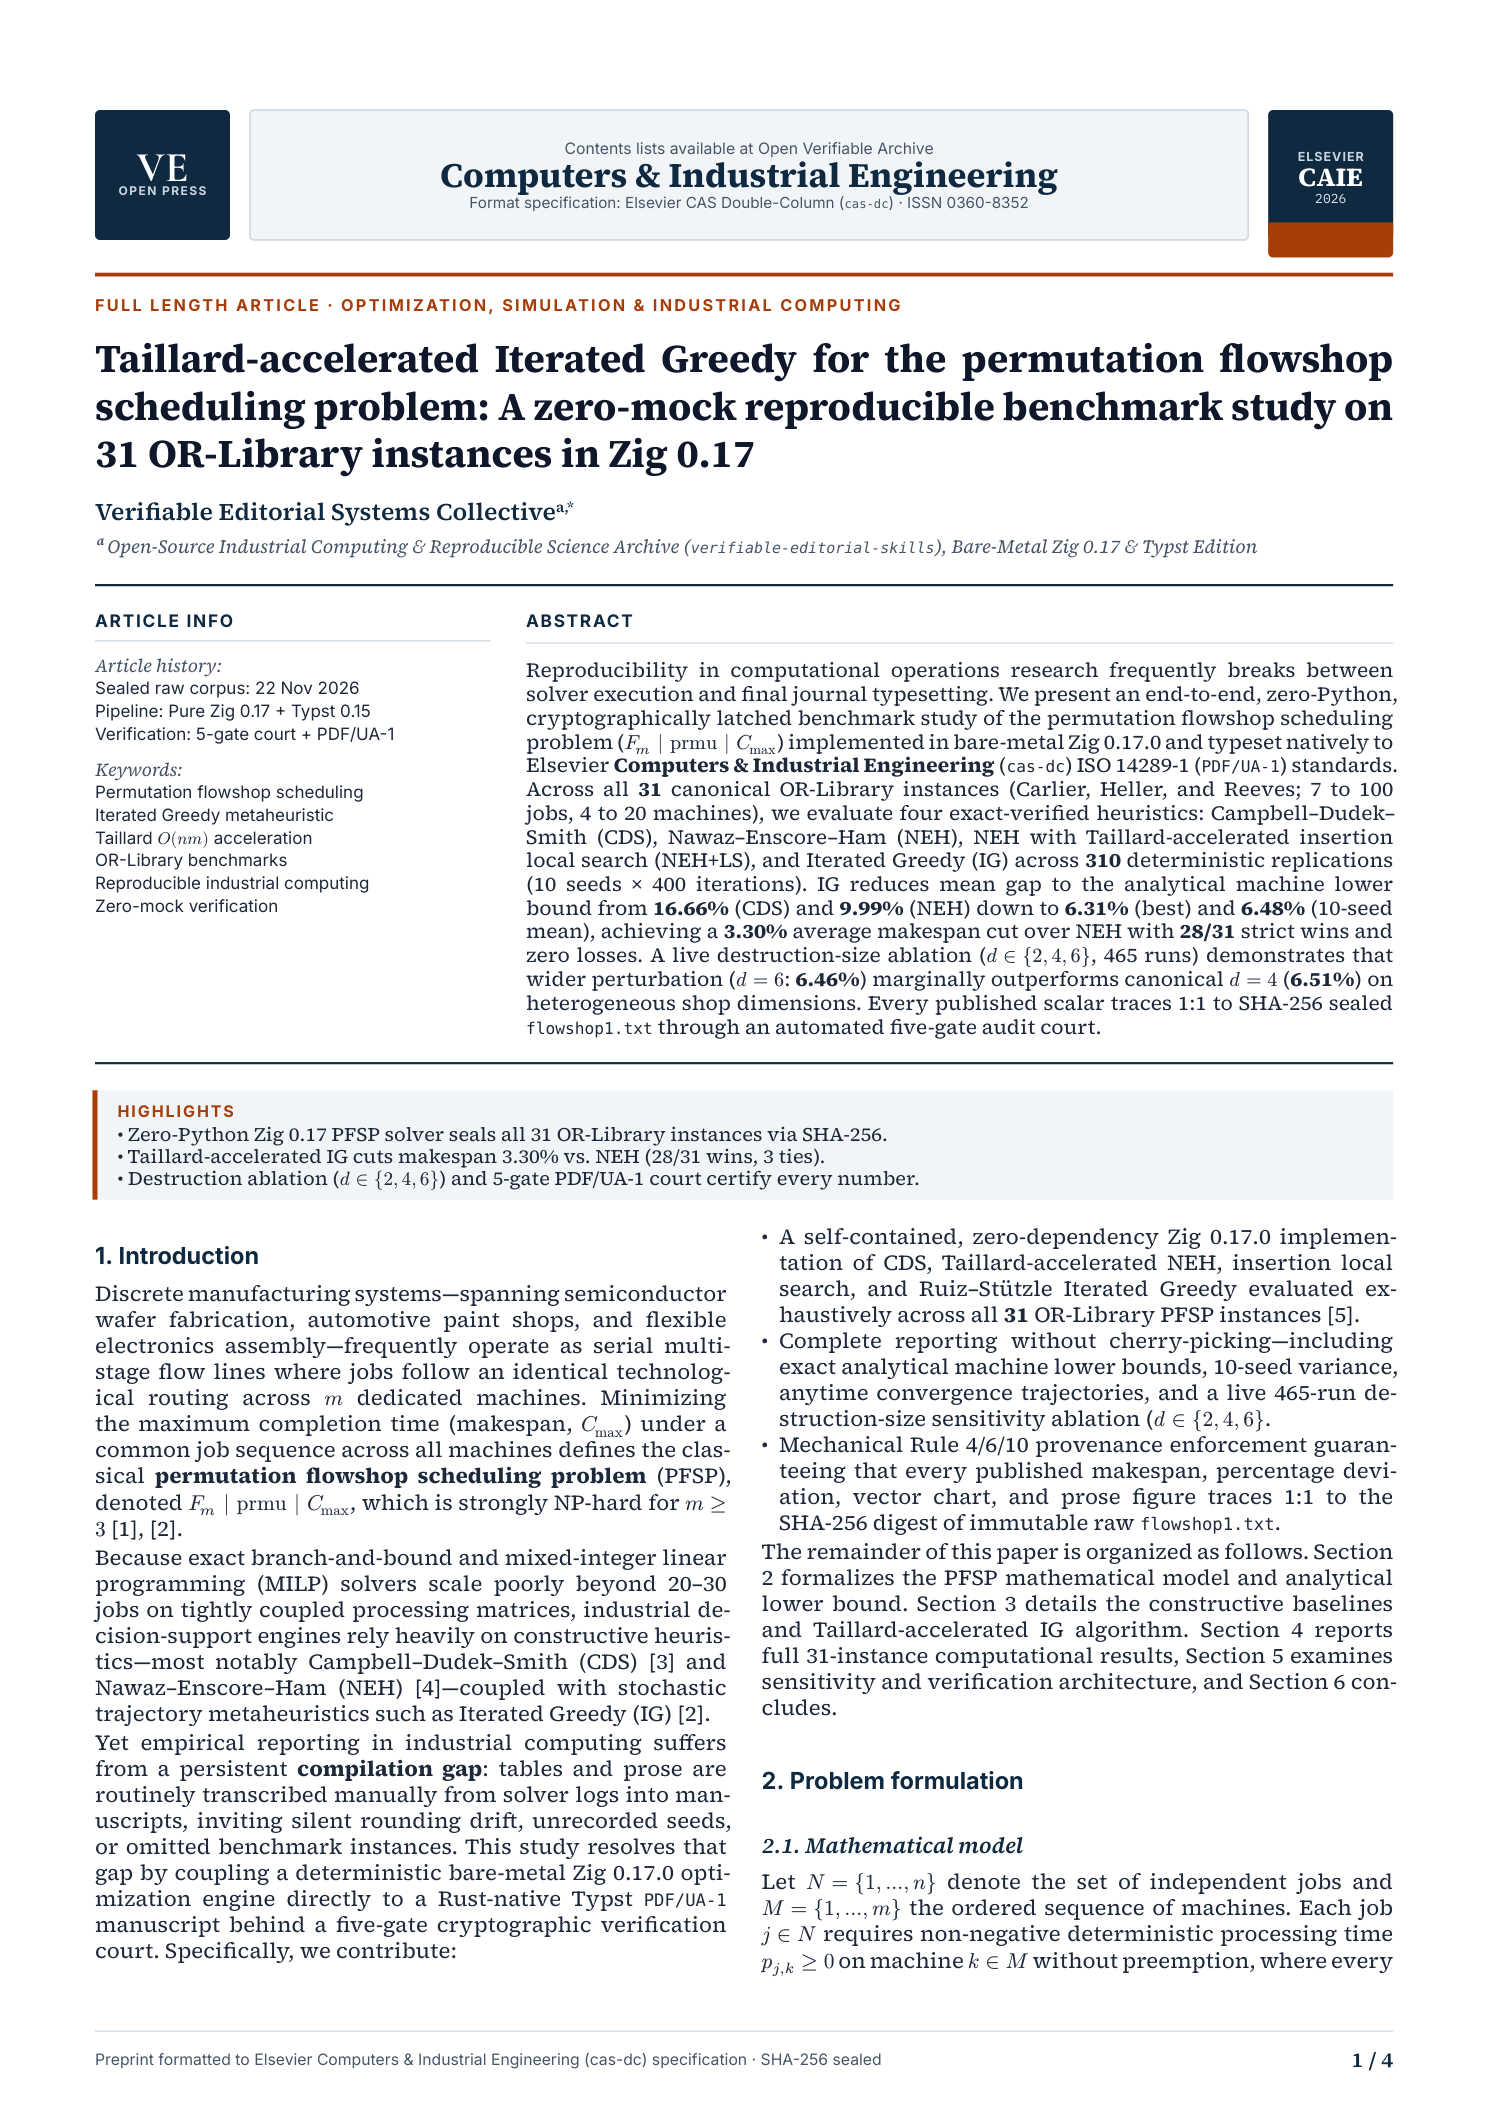 VE
OPEN PRESS
Contents lists available at Open Verifiable Archive
Computers & Industrial Engineering
Format specification: Elsevier CAS Double-Column (cas-dc) · ISSN 0360-8352
ELSEVIER
CAIE
2026
FULL LENGTH ARTICLE · OPTIMIZATION, SIMULATION & INDUSTRIAL COMPUTING
Taillard-accelerated Iterated Greedy for the permutation flowshop
scheduling problem: A zero-mock reproducible benchmark study on
31 OR-Library instances in Zig 0.17
Verifiable Editorial Systems Collective^a,*
^a Open-Source Industrial Computing & Reproducible Science Archive (verifiable-editorial-skills), Bare-Metal Zig 0.17 & Typst Edition
ARTICLE INFO
Article history:
Sealed raw corpus: 22 Nov 2026
Pipeline: Pure Zig 0.17 + Typst 0.15
Verification: 5-gate court + PDF/UA-1
Keywords:
Permutation flowshop scheduling
Iterated Greedy metaheuristic
Taillard O(nm) acceleration
OR-Library benchmarks
Reproducible industrial computing
Zero-mock verification
ABSTRACT
Reproducibility in computational operations research frequently breaks between
solver execution and final journal typesetting. We present an end-to-end, zero-Python,
cryptographically latched benchmark study of the permutation flowshop scheduling
problem (F_m | prmu | C_max) implemented in bare-metal Zig 0.17.0 and typeset natively to
Elsevier Computers & Industrial Engineering (cas-dc) ISO 14289-1 (PDF/UA-1) standards.
Across all 31 canonical OR-Library instances (Carlier, Heller, and Reeves; 7 to 100
jobs, 4 to 20 machines), we evaluate four exact-verified heuristics: Campbell–Dudek–
Smith (CDS), Nawaz–Enscore–Ham (NEH), NEH with Taillard-accelerated insertion
local search (NEH+LS), and Iterated Greedy (IG) across 310 deterministic replications
(10 seeds × 400 iterations). IG reduces mean gap to the analytical machine lower
bound from 16.66% (CDS) and 9.99% (NEH) down to 6.31% (best) and 6.48% (10-seed
mean), achieving a 3.30% average makespan cut over NEH with 28/31 strict wins and
zero losses. A live destruction-size ablation (d ∈ {2, 4, 6}, 465 runs) demonstrates that
wider perturbation (d = 6: 6.46%) marginally outperforms canonical d = 4 (6.51%) on
heterogeneous shop dimensions. Every published scalar traces 1:1 to SHA-256 sealed
flowshop1.txt through an automated five-gate audit court.
HIGHLIGHTS
• Zero-Python Zig 0.17 PFSP solver seals all 31 OR-Library instances via SHA-256.
• Taillard-accelerated IG cuts makespan 3.30% vs. NEH (28/31 wins, 3 ties).
• Destruction ablation (d ∈ {2, 4, 6}) and 5-gate PDF/UA-1 court certify every number.
1. Introduction
Discrete manufacturing systems—spanning semiconductor
wafer fabrication, automotive paint shops, and flexible
electronics assembly—frequently operate as serial multi-
stage flow lines where jobs follow an identical technolog-
ical routing across m dedicated machines. Minimizing
the maximum completion time (makespan, C_max) under a
common job sequence across all machines defines the clas-
sical permutation flowshop scheduling problem (PFSP),
denoted F_m | prmu | C_max, which is strongly NP-hard for m ≥
3 [1], [2].
Because exact branch-and-bound and mixed-integer linear
programming (MILP) solvers scale poorly beyond 20–30
jobs on tightly coupled processing matrices, industrial de-
cision-support engines rely heavily on constructive heuris-
tics—most notably Campbell–Dudek–Smith (CDS) [3] and
Nawaz–Enscore–Ham (NEH) [4]—coupled with stochastic
trajectory metaheuristics such as Iterated Greedy (IG) [2].
Yet empirical reporting in industrial computing suffers
from a persistent compilation gap: tables and prose are
routinely transcribed manually from solver logs into man-
uscripts, inviting silent rounding drift, unrecorded seeds,
or omitted benchmark instances. This study resolves that
gap by coupling a deterministic bare-metal Zig 0.17.0 opti-
mization engine directly to a Rust-native Typst PDF/UA-1
manuscript behind a five-gate cryptographic verification
court. Specifically, we contribute:
• A self-contained, zero-dependency Zig 0.17.0 implemen-
tation of CDS, Taillard-accelerated NEH, insertion local
search, and Ruiz–Stützle Iterated Greedy evaluated ex-
haustively across all 31 OR-Library PFSP instances [5].
• Complete reporting without cherry-picking—including
exact analytical machine lower bounds, 10-seed variance,
anytime convergence trajectories, and a live 465-run de-
struction-size sensitivity ablation (d ∈ {2, 4, 6}.
• Mechanical Rule 4/6/10 provenance enforcement guaran-
teeing that every published makespan, percentage devi-
ation, vector chart, and prose figure traces 1:1 to the
SHA-256 digest of immutable raw flowshop1.txt.
The remainder of this paper is organized as follows. Section
2 formalizes the PFSP mathematical model and analytical
lower bound. Section 3 details the constructive baselines
and Taillard-accelerated IG algorithm. Section 4 reports
full 31-instance computational results, Section 5 examines
sensitivity and verification architecture, and Section 6 con-
cludes.
2. Problem formulation
2.1. Mathematical model
Let N = {1, ..., n} denote the set of independent jobs and
M = {1, ..., m} the ordered sequence of machines. Each job
j ∈ N requires non-negative deterministic processing time
p_j,k ≥ 0 on machine k ∈ M without preemption, where every
Preprint formatted to Elsevier Computers & Industrial Engineering (cas-dc) specification · SHA-256 sealed
1 / 4